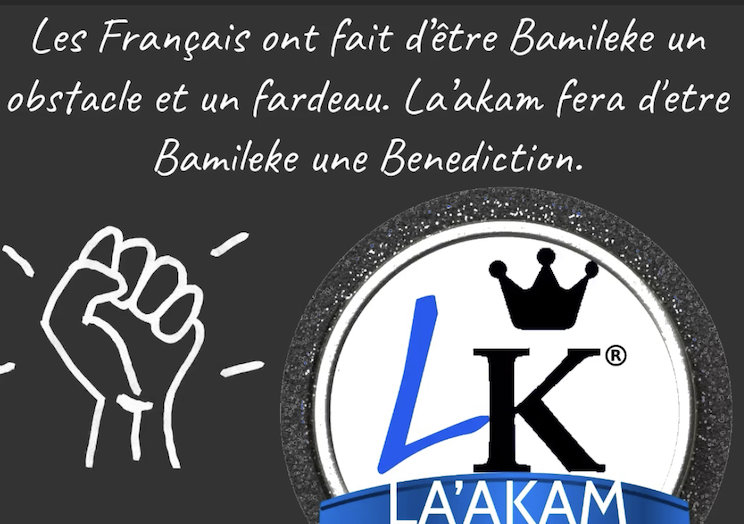 Les Français ont fait d’être Bamileke un
obstacle et un fardeau. La’akam fera d'etre
Bamileke une Benediction.
LK®
LA’AKAM